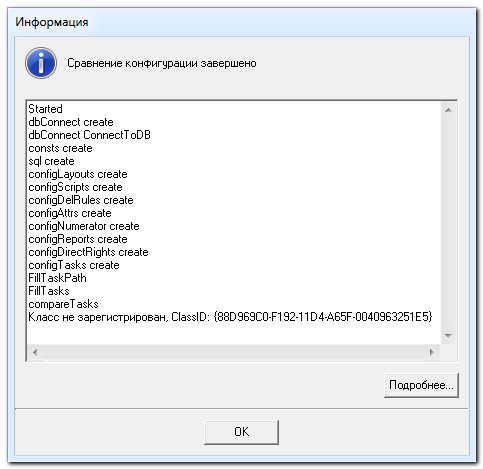 Информация
Сравнение конфигурации завершено
Started
dbConnect create
dbConnect ConnectToDB
consts create
sql create
configLayouts create
configScripts create
configDelRules create
configAttrs create
configNumerator create
configReports create
configDirectRights create
configTasks create
FillTaskPath
FillTasks
compareTasks
Класс не зарегистрирован, ClassID: {88D969C0-F192-11D4-A65F-0040963251E5}
Подробнее...
OK